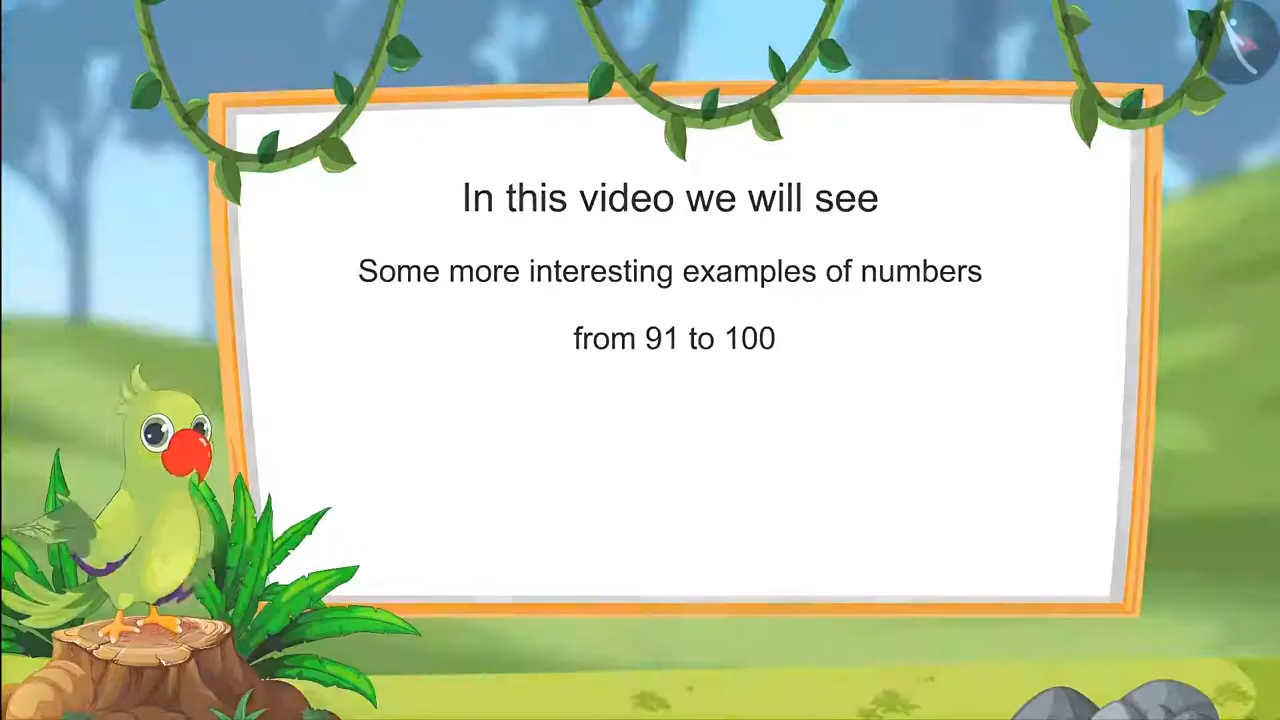 In this video we will see
Some more interesting examples of numbers
from 91 to 100